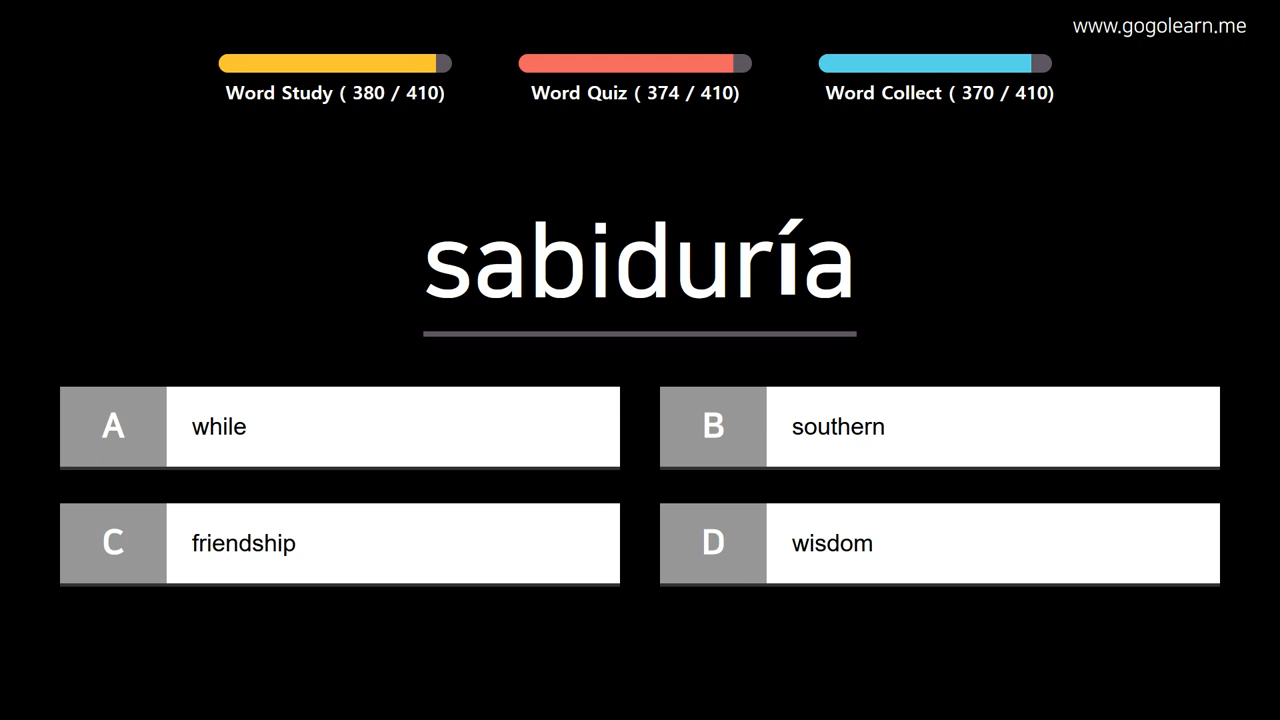 www.gogolearn.me
Word Study ( 380 / 410)
Word Quiz ( 374 / 410)
Word Collect ( 370 / 410)
sabiduría
A while
B southern
C friendship
D wisdom